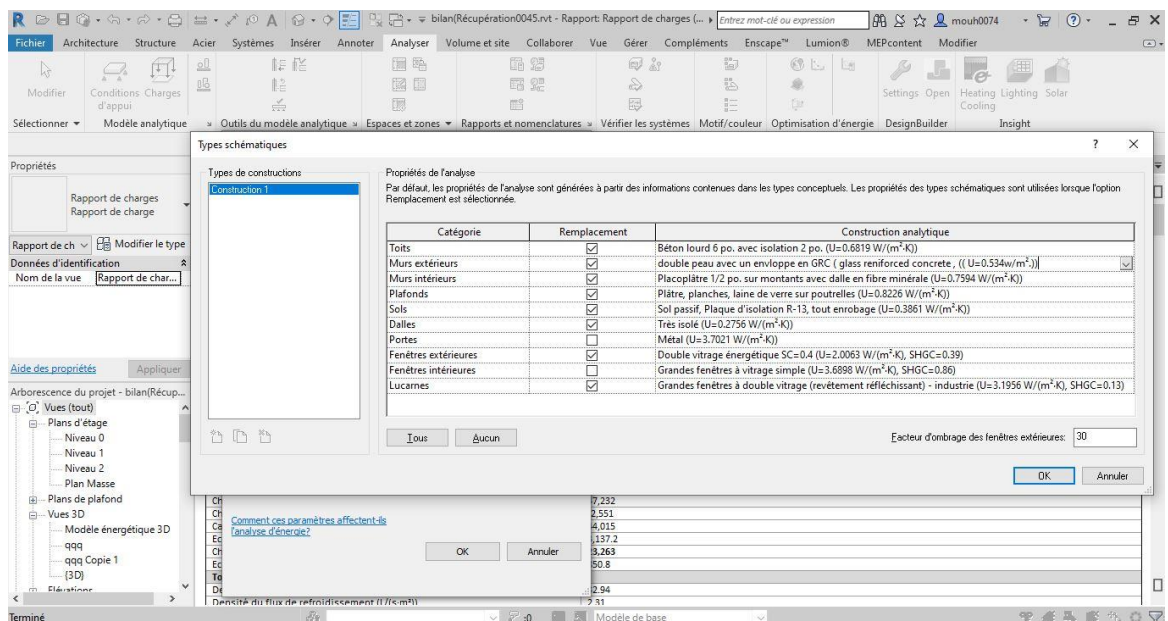 bilan(Récupération0045.rvt - Rapport: Rapport de charges (...
Entrez mot-clé ou expression
mouh0074
Fichier Architecture Structure Acier Systèmes Insérer Annoter Analyser Volume et site Collaborer Vue Gérer Compléments Enscape™ Lumion® MEPcontent Modifier
Modifier Conditions d'appui Charges Settings Open Heating Cooling Lighting Solar
Sélectionner Modèle analytique Outils du modèle analytique Espaces et zones Rapports et nomenclatures Vérifier les systèmes Motif/couleur Optimisation d'énergie DesignBuilder Insight
Types schématiques
Propriétés
Rapport de charges
Rapport de charge
Rapport de ch Modifier le type
Données d'identification
Nom de la vue Rapport de char...
Aide des propriétés Appliquer
Arborescence du projet - bilan(Récup...
Vues (tout)
Plans d'étage
Niveau 0
Niveau 1
Niveau 2
Plan Masse
Plans de plafond
Vues 3D
Modèle énergétique 3D
qqq
qqq Copie 1
{3D}
Élévations
Types de constructions
Construction 1
Propriétés de l'analyse
Par défaut, les propriétés de l'analyse sont générées à partir des informations contenues dans les types conceptuels. Les propriétés des types schématiques sont utilisées lorsque l'option
Remplacement est sélectionnée.
Catégorie Remplacement Construction analytique
Toits Béton lourd 6 po. avec isolation 2 po. (U=0.6819 W/(m²·K))
Murs extérieurs double peau avec un envloppe en GRC ( glass reniforced concrete , (( U=0.534w/m².))
Murs intérieurs Placoplâtre 1/2 po. sur montants avec dalle en fibre minérale (U=0.7594 W/(m²·K))
Plafonds Plâtre, planches, laine de verre sur poutrelles (U=0.8226 W/(m²·K))
Sols Sol passif, Plaque d'isolation R-13, tout enrobage (U=0.3861 W/(m²·K))
Dalles Très isolé (U=0.2756 W/(m²·K))
Portes Métal (U=3.7021 W/(m²·K))
Fenêtres extérieures Double vitrage énergétique SC=0.4 (U=2.0063 W/(m²·K), SHGC=0.39)
Fenêtres intérieures Grandes fenêtres à vitrage simple (U=3.6898 W/(m²·K), SHGC=0.86)
Lucarnes Grandes fenêtres à double vitrage (revêtement réfléchissant) - industrie (U=3.1956 W/(m²·K), SHGC=0.13)
Tous Aucun Facteur d'ombrage des fenêtres extérieures: 30
OK Annuler
Comment ces paramètres affectent-ils
l'analyse d'énergie?
OK Annuler
7,232
2,551
4,015
,137.2
3,263
50.8
2.94
Densité du flux de refroidissement (L/(s·m²)) 2.31
Terminé :0 Modèle de base